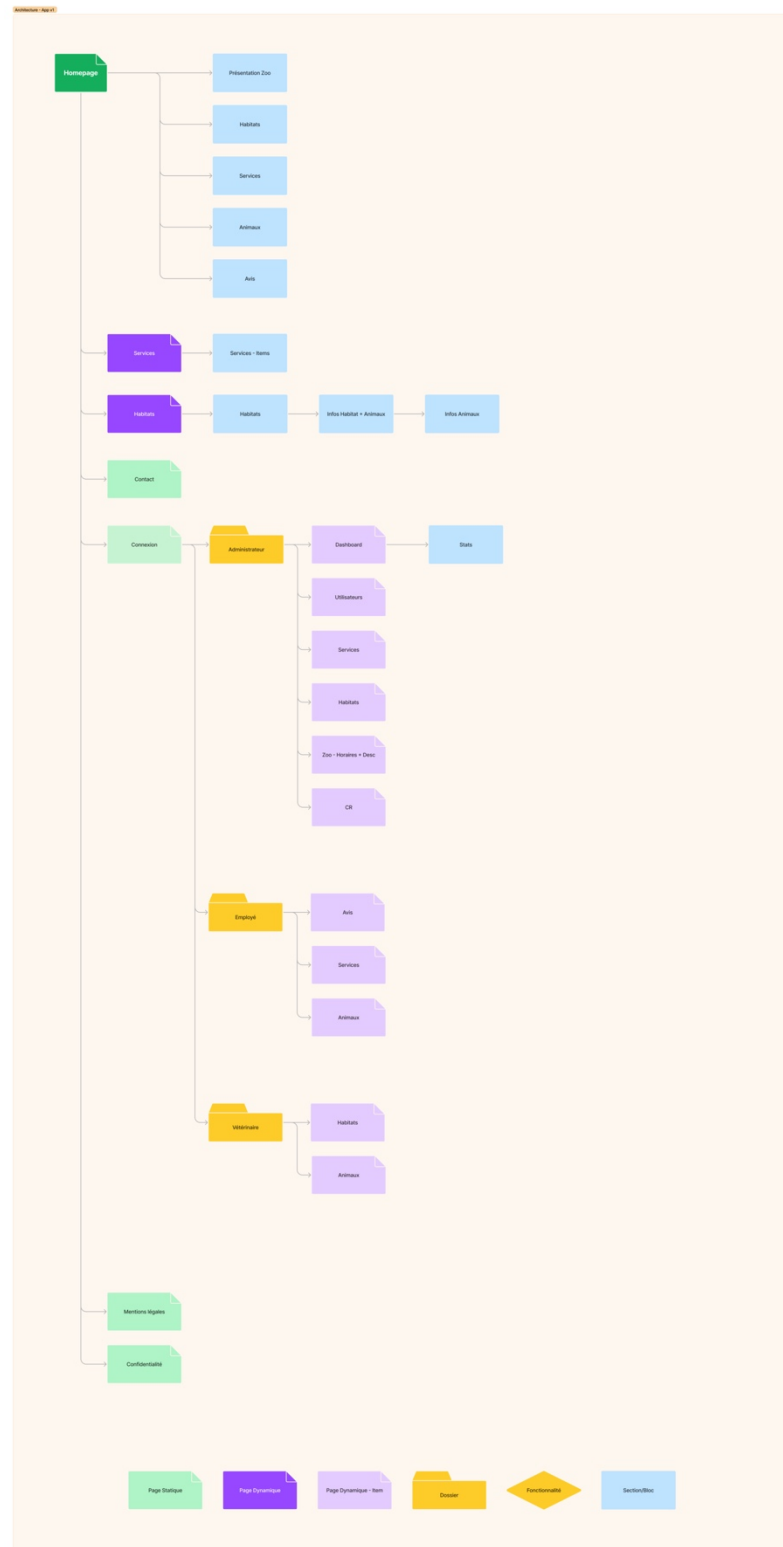 Architecture - App v1
Homepage
Présentation Zoo
Habitats
Services
Animaux
Avis
Services
Services - Items
Habitats
Habitats
Infos Habitat + Animaux
Infos Animaux
Contact
Connexion
Administrateur
Dashboard
Stats
Utilisateurs
Services
Habitats
Zoo - Horaires + Desc
CR
Employé
Avis
Services
Animaux
Vétérinaire
Habitats
Animaux
Mentions légales
Confidentialité
Page Statique
Page Dynamique
Page Dynamique - Item
Dossier
Fonctionnalité
Section/Bloc